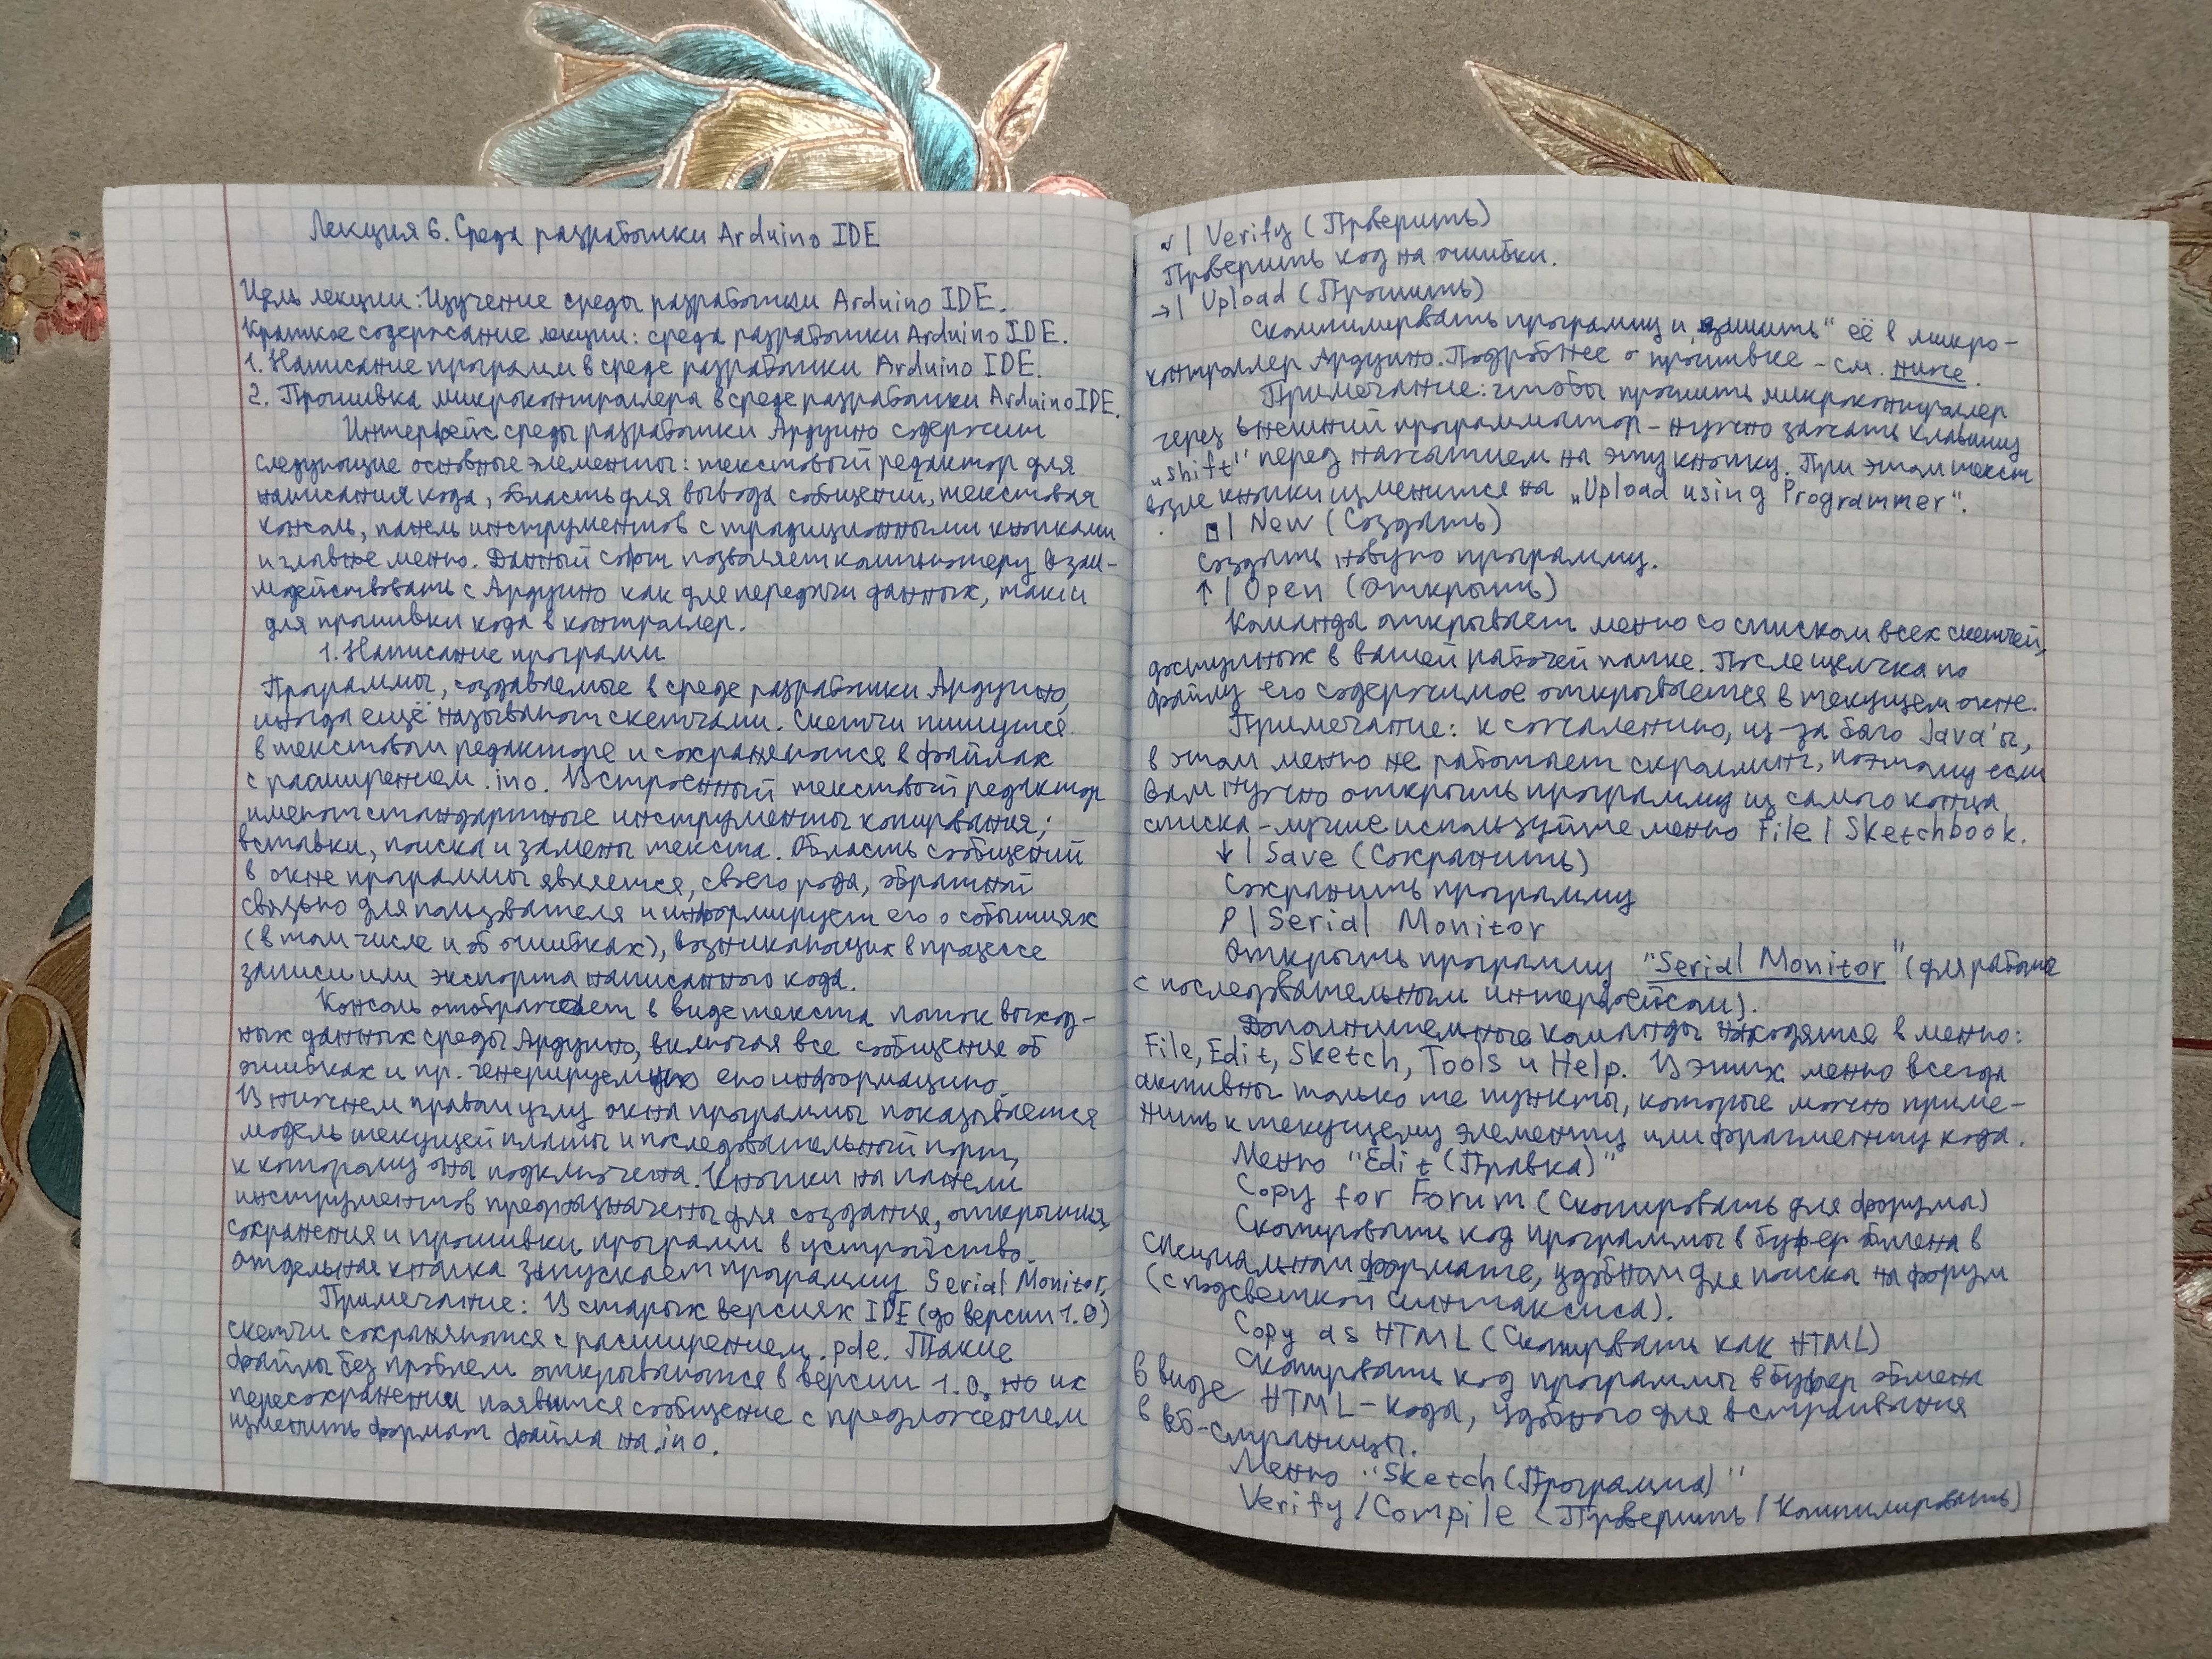 Лекция 6. Среда разработки Arduino IDE
Цель лекции: Изучение среды разработки Arduino IDE.
Краткое содержание лекции: среда разработки Arduino IDE.
1. Написание программ в среде разработки Arduino IDE.
2. Прошивка микроконтроллера в среде разработки Arduino IDE.
Интерфейс среды разработки Ардуино содержит
следующие основные элементы: текстовый редактор для
написания кода, область для вывода сообщений, текстовая
консоль, панель инструментов с традиционными кнопками
и главное меню. Данный софт позволяет компьютеру взаи-
модействовать с Ардуино как для передачи данных, так и
для прошивки кода в контроллер.
1. Написание программ
Программы, создаваемые в среде разработки Ардуино,
иногда ещё называют скетчами. Скетчи пишутся
в текстовом редакторе и сохраняются в файлах
с расширением .ino. Встроенный текстовый редактор
имеют стандартные инструменты копирования,
вставки, поиска и замены текста. Область сообщений
в окне программы является, своего рода, обратной
связью для пользователя и информирует его о событиях
(в том числе и об ошибках), возникающих в процессе
записи или экспорта написанного кода.
Консоль отображает в виде текста поток выход-
ных данных среды Ардуино, включая все сообщения об
ошибках и пр. генерируемую ею информацию
В нижнем правом углу окна программы показывается
модель текущей платы и последовательный порт,
к которому она подключена. Кнопки на панели
инструментов предназначены для создания, открытия,
сохранения и прошивки программ в устройство.
Отдельная кнопка запускает программу Serial Monitor.
Примечание: В старых версиях IDE (до версии 1.0)
скетчи сохраняются с расширением .pde. Такие
файлы без проблем открываются в версии 1.0, но их
пересохранении появится сообщение с предложением
изменить формат файла на .ino.
✓ | Verify (Проверить)
Проверить код на ошибки.
→ | Upload (Прошить)
Скомпилировать программу и „зашить“ её в микро-
контроллер Ардуино. Подробнее о прошивке - см. ниже.
Примечание: чтобы прошить микроконтроллер
через внешний программатор - нужно зажать клавишу
„shift“ перед нажатием на эту кнопку. При этом текст
возле кнопки изменится на „Upload using Programmer“.
□ | New (Создать)
Создать новую программу.
↑ | Open (Открыть)
Команда открывает меню со списком всех скетчей,
доступных в вашей рабочей папке. После щелчка по
файлу его содержимое открывается в текущем окне.
Примечание: к сожалению, из-за баго Java'ы,
в этом меню не работает скроллинг, поэтому если
вам нужно открыть программу из самого конца
списка - лучше используйте меню File | Sketchbook.
↓ | Save (Сохранить)
Сохранить программу
ρ | Serial Monitor
Открыть программу "Serial Monitor" (для работы
с последовательным интерфейсом).
Дополнительные команды находятся в меню:
File, Edit, Sketch, Tools и Help. В этих меню всегда
активны только те пункты, которые можно приме-
нить к текущему элементу или фрагменту кода.
Меню "Edit (Правка)"
Copy for Forum (Скопировать для форума)
Скопировать код программы в буфер обмена в
специальном формате, удобном для поиска на форум
(с подсветкой синтаксиса).
Copy as HTML (Скопировать как HTML)
Скопировать код программы в буфер обмена
в виде HTML-кода, удобного для встраивания
в веб-страницы.
Меню "Sketch (Программа)"
Verify / Compile (Проверить / Компилировать)